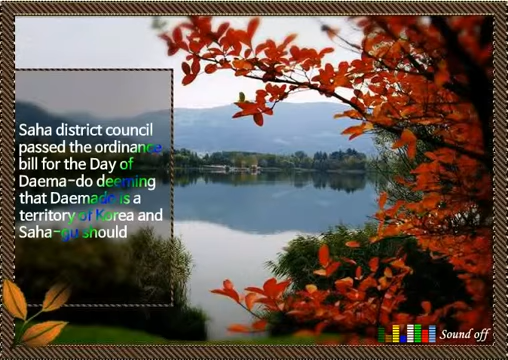 Saha district council
passed the ordinance
bill for the Day of
Daema-do deeming
that Daemado is a
territory of Korea and
Saha-gu should
Sound off